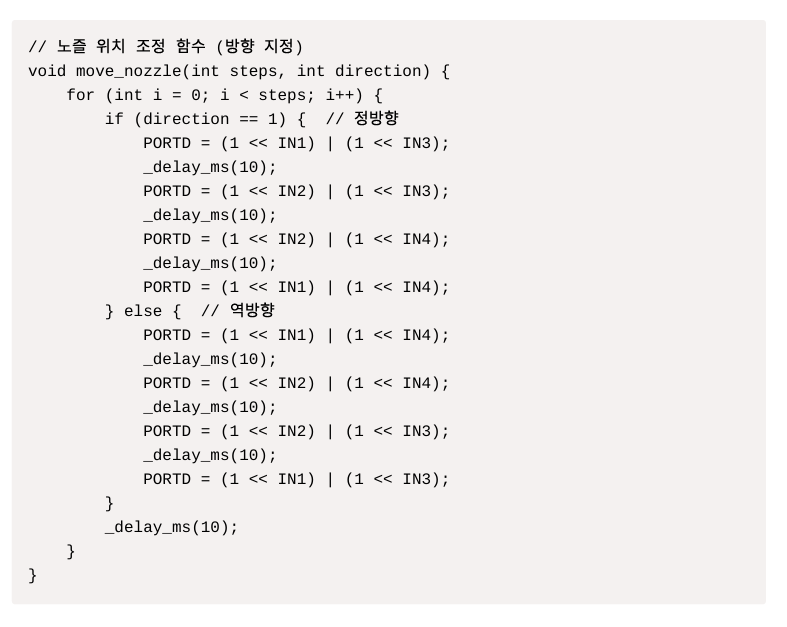 // 노즐 위치 조정 함수 (방향 지정)
void move_nozzle(int steps, int direction) {
    for (int i = 0; i < steps; i++) {
        if (direction == 1) {  // 정방향
            PORTD = (1 << IN1) | (1 << IN3);
            _delay_ms(10);
            PORTD = (1 << IN2) | (1 << IN3);
            _delay_ms(10);
            PORTD = (1 << IN2) | (1 << IN4);
            _delay_ms(10);
            PORTD = (1 << IN1) | (1 << IN4);
        } else {  // 역방향
            PORTD = (1 << IN1) | (1 << IN4);
            _delay_ms(10);
            PORTD = (1 << IN2) | (1 << IN4);
            _delay_ms(10);
            PORTD = (1 << IN2) | (1 << IN3);
            _delay_ms(10);
            PORTD = (1 << IN1) | (1 << IN3);
        }
        _delay_ms(10);
    }
}